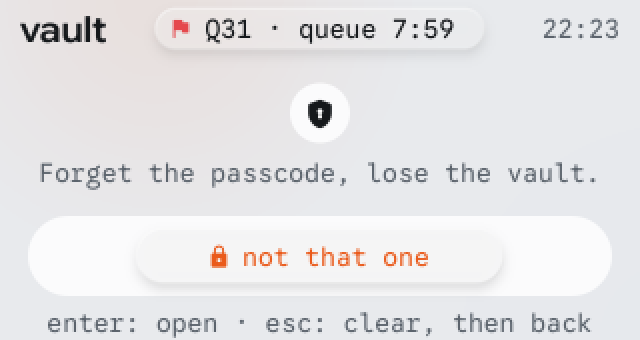 vault
Q31 · queue 7:59
22:23
Forget the passcode, lose the vault.
not that one
enter: open · esc: clear, then back